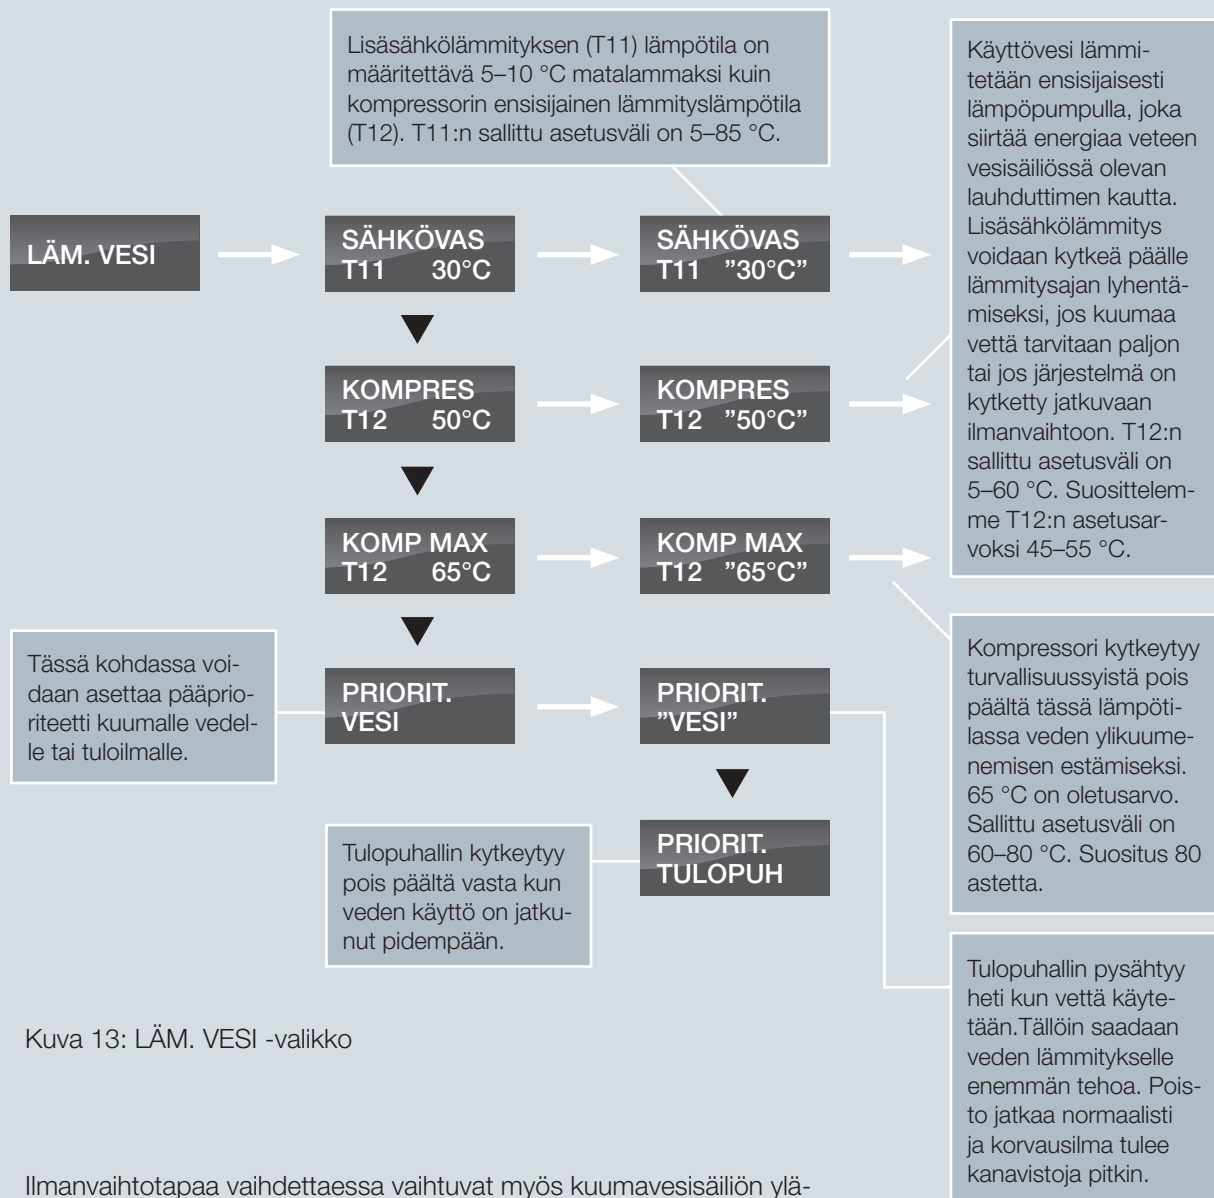 Lisäsähkölämmityksen (T11) lämpötila on
määritettävä 5–10 °C matalammaksi kuin
kompressorin ensisijainen lämmityslämpötila
(T12). T11:n sallittu asetusväli on 5–85 °C.
Käyttövesi lämmi-
tetään ensisijaisesti
lämpöpumpulla, joka
siirtää energiaa veteen
vesisäiliössä olevan
lauhduttimen kautta.
Lisäsähkölämmitys
voidaan kytkeä päälle
lämmitysajan lyhentä-
miseksi, jos kuumaa
vettä tarvitaan paljon
tai jos järjestelmä on
kytketty jatkuvaan
ilmanvaihtoon. T12:n
sallittu asetusväli on
5–60 °C. Suosittelem-
me T12:n asetusar-
voksi 45–55 °C.
LÄM. VESI
SÄHKÖVAS
T11 30°C
SÄHKÖVAS
T11 ”30°C”
KOMPRES
T12 50°C
KOMPRES
T12 ”50°C”
KOMP MAX
T12 65°C
KOMP MAX
T12 ”65°C”
Kompressori kytkeytyy
turvallisuussyistä pois
päältä tässä lämpöti-
lassa veden ylikuume-
nemisen estämiseksi.
65 °C on oletusarvo.
Sallittu asetusväli on
60–80 °C. Suositus 80
astetta.
Tässä kohdassa voi-
daan asettaa pääprio-
riteetti kuumalle vedel-
le tai tuloilmalle.
PRIORIT.
VESI
PRIORIT.
”VESI”
Tulopuhallin kytkeytyy
pois päältä vasta kun
veden käyttö on jatku-
nut pidempään.
PRIORIT.
TULOPUH
Tulopuhallin pysähtyy
heti kun vettä käyte-
tään.Tällöin saadaan
veden lämmitykselle
enemmän tehoa. Pois-
to jatkaa normaalisti
ja korvausilma tulee
kanavistoja pitkin.
Kuva 13: LÄM. VESI -valikko
Ilmanvaihtotapaa vaihdettaessa vaihtuvat myös kuumavesisäiliön ylä-